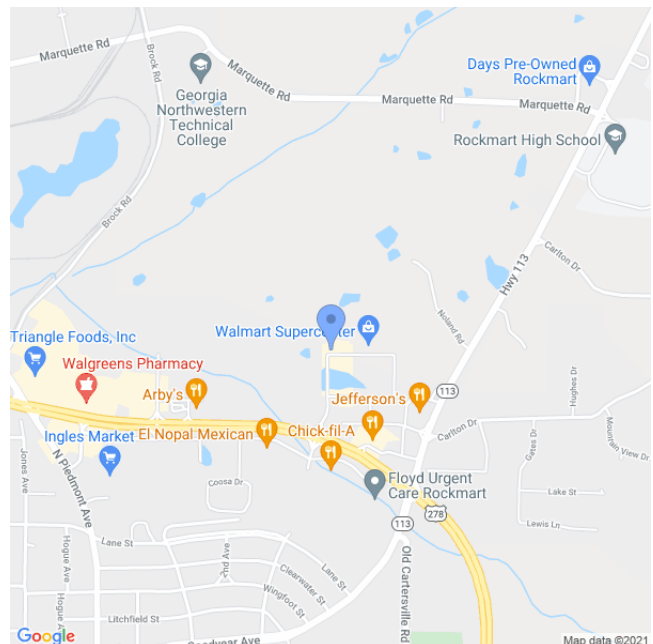 Marquette Rd
Brock Rd
Georgia
Northwestern
Technical
College
Marquette Rd
Days Pre-Owned
Rockmart
Marquette Rd
Rockmart High School
Brock Rd
Carlton Dr
Hwy 113
Noland Rd
Walmart Supercenter
Triangle Foods, Inc
Walgreens Pharmacy
Arby's
Jefferson's
113
Hughes Dr
Ingles Market
El Nopal Mexican
Chick-fil-A
Carlton Dr
Mountain View Dr
Gates Dr
Jones Ave
N Piedmont Ave
Coosa Dr
Floyd Urgent
Care Rockmart
Lake St
278
113
Lewis Ln
Hogue Ave
Lane St
2nd Ave
Clearwater St
Lane St
Wingfoot St
Old Cartersville Rd
Hogue Ave
Litchfield St
Goodyear Ave
Google
Map data ©2021